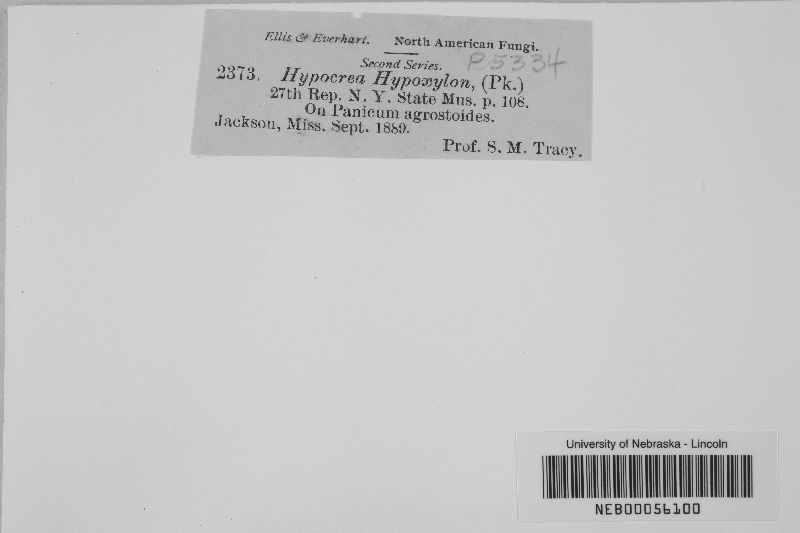 Ellis & Everhart. North American Fungi.
Second Series.
P5334
2373. Hypocrea Hypoxylon, (Pk.)
27th Rep. N. Y. State Mus. p. 108.
On Panicum agrostoides.
Jackson, Miss. Sept. 1889.
Prof. S. M. Tracy.
University of Nebraska - Lincoln
NEB00056100